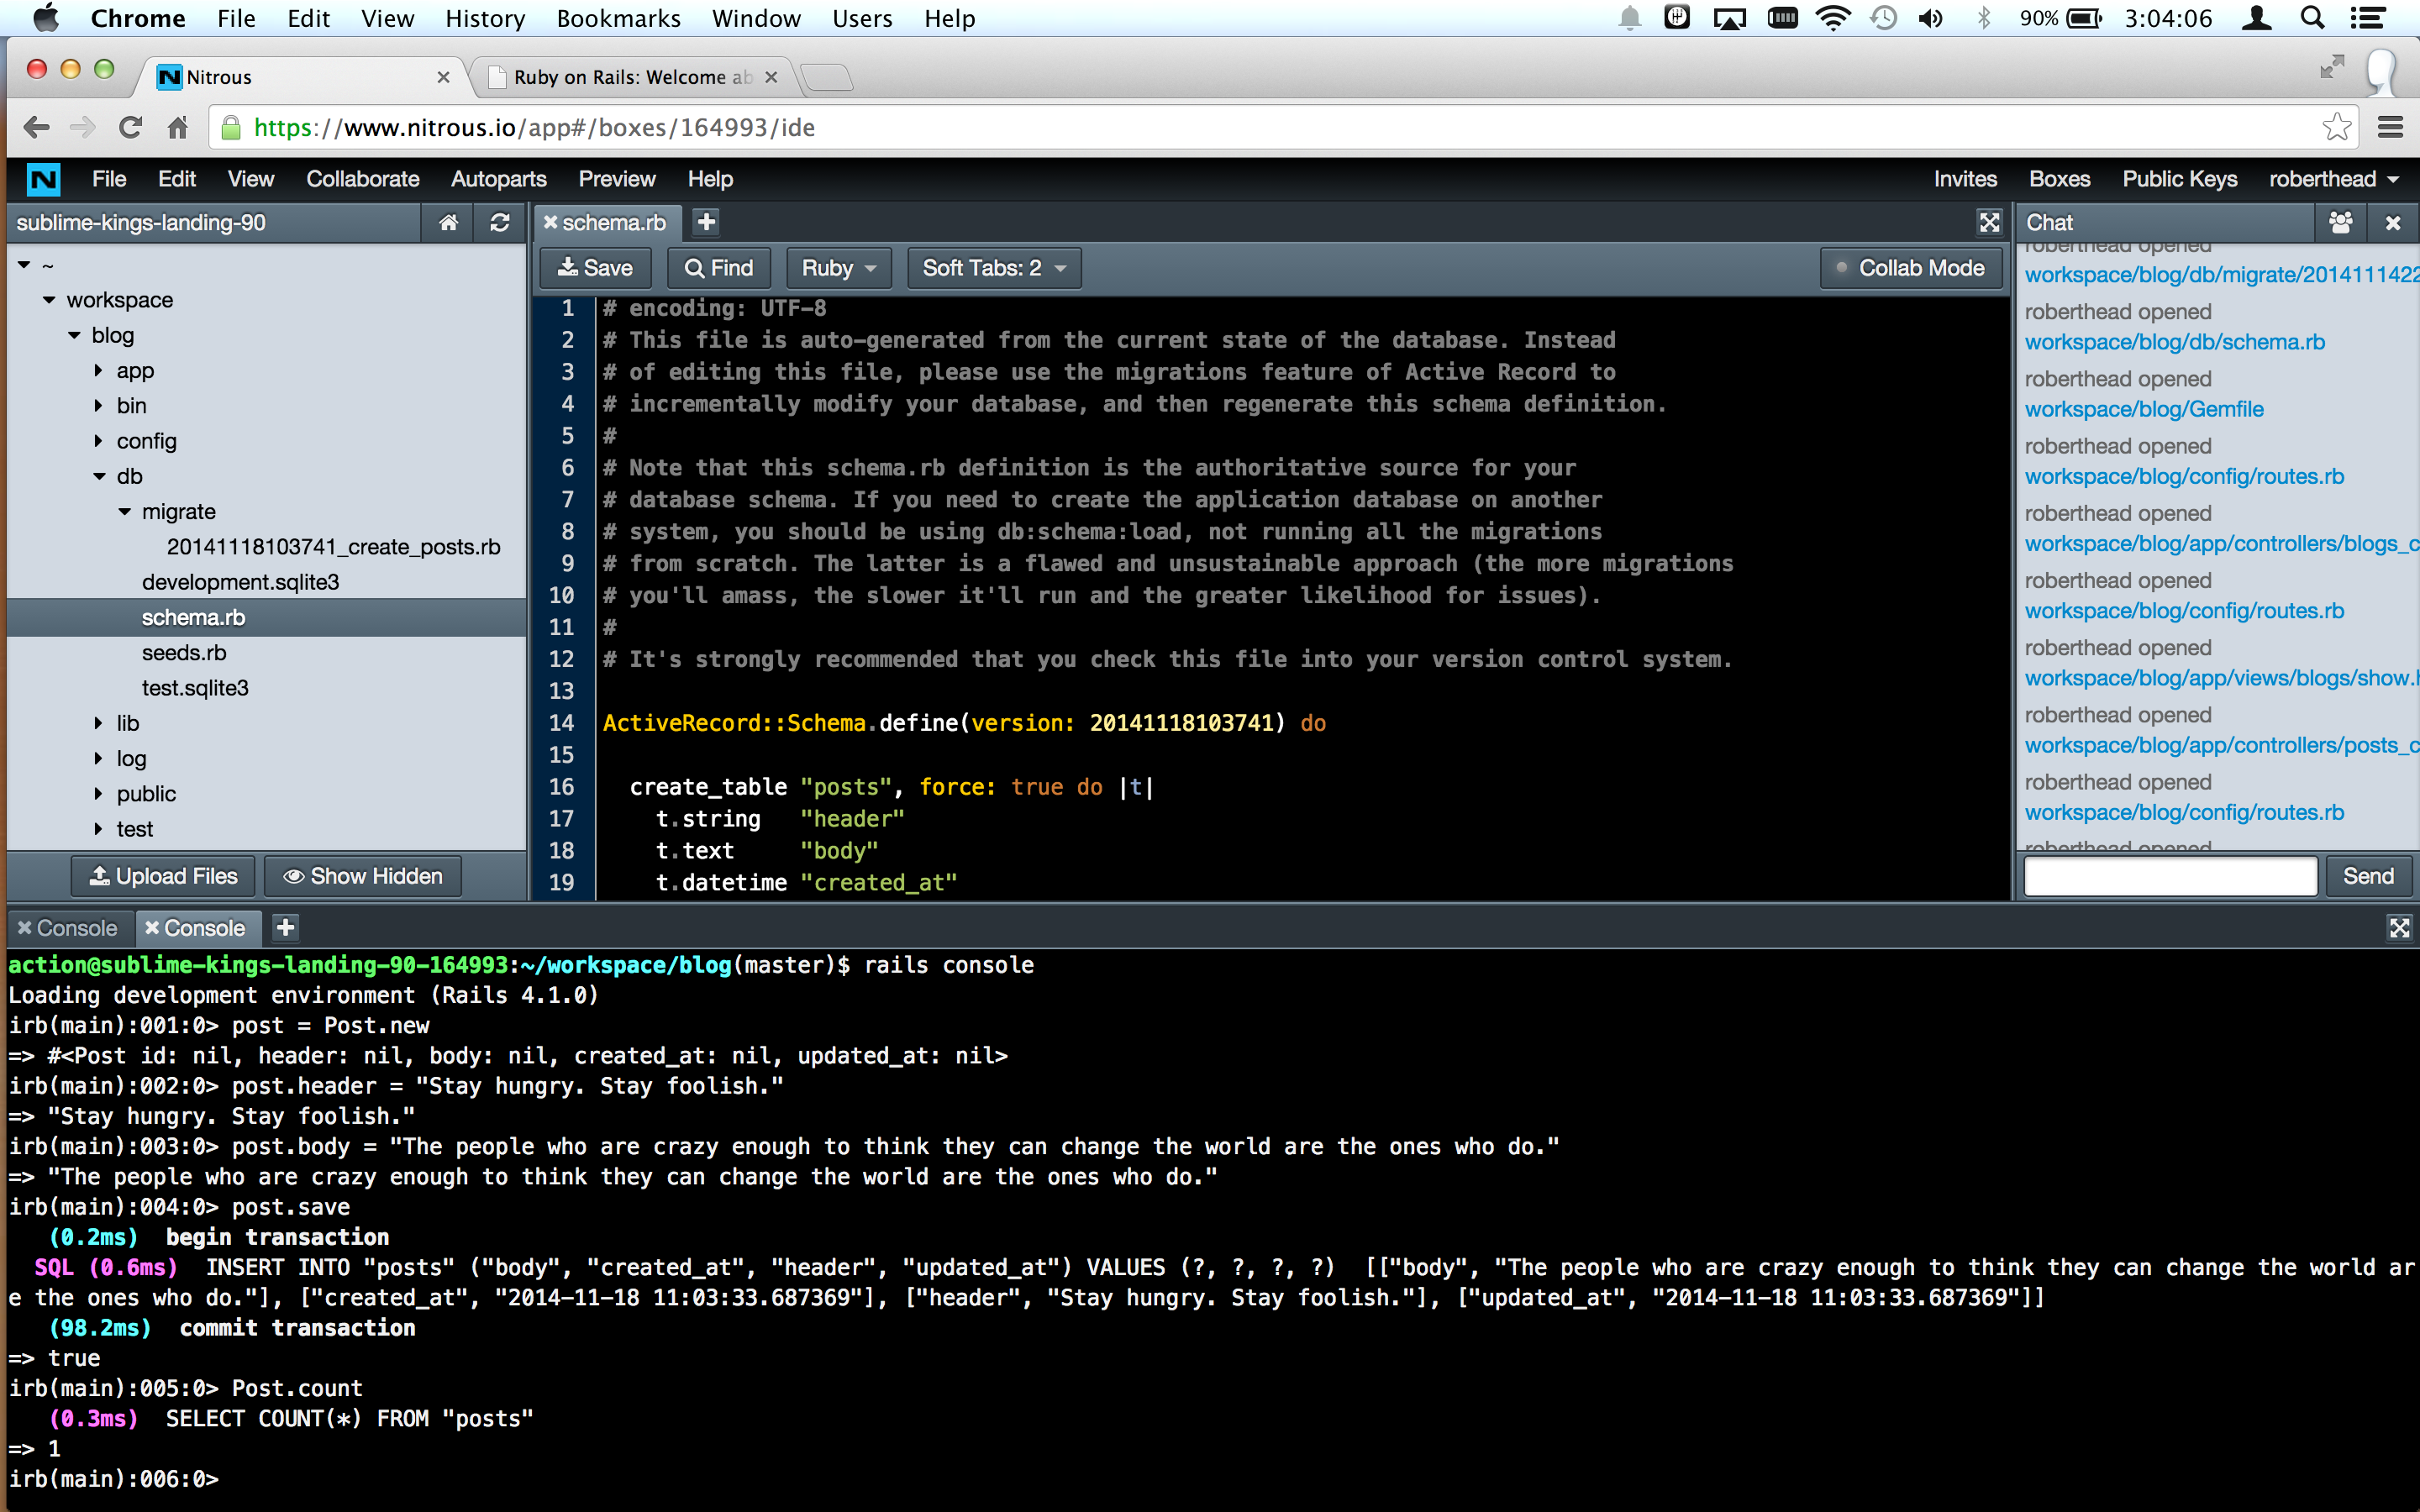 Chrome File Edit View History Bookmarks Window Users Help 90% 3:04:06
Nitrous
Ruby on Rails: Welcome ab
https://www.nitrous.io/app#/boxes/164993/ide
N File Edit View Collaborate Autoparts Preview Help Invites Boxes Public Keys roberthead
sublime-kings-landing-90
~
workspace
blog
app
bin
config
db
migrate
20141118103741_create_posts.rb
development.sqlite3
schema.rb
seeds.rb
test.sqlite3
lib
log
public
test
Upload Files Show Hidden
schema.rb
Save Find Ruby Soft Tabs: 2 Collab Mode
1 # encoding: UTF-8
2 # This file is auto-generated from the current state of the database. Instead
3 # of editing this file, please use the migrations feature of Active Record to
4 # incrementally modify your database, and then regenerate this schema definition.
5 #
6 # Note that this schema.rb definition is the authoritative source for your
7 # database schema. If you need to create the application database on another
8 # system, you should be using db:schema:load, not running all the migrations
9 # from scratch. The latter is a flawed and unsustainable approach (the more migrations
10 # you'll amass, the slower it'll run and the greater likelihood for issues).
11 #
12 # It's strongly recommended that you check this file into your version control system.
13
14 ActiveRecord::Schema.define(version: 20141118103741) do
15
16   create_table "posts", force: true do |t|
17     t.string   "header"
18     t.text     "body"
19     t.datetime "created_at"
Chat
roberthead opened
workspace/blog/db/migrate/2014111422
roberthead opened
workspace/blog/db/schema.rb
roberthead opened
workspace/blog/Gemfile
roberthead opened
workspace/blog/config/routes.rb
roberthead opened
workspace/blog/app/controllers/blogs_c
roberthead opened
workspace/blog/config/routes.rb
roberthead opened
workspace/blog/app/views/blogs/show.h
roberthead opened
workspace/blog/app/controllers/posts_c
roberthead opened
workspace/blog/config/routes.rb
roberthead opened
Send
Console Console
action@sublime-kings-landing-90-164993:~/workspace/blog(master)$ rails console
Loading development environment (Rails 4.1.0)
irb(main):001:0> post = Post.new
=> #<Post id: nil, header: nil, body: nil, created_at: nil, updated_at: nil>
irb(main):002:0> post.header = "Stay hungry. Stay foolish."
=> "Stay hungry. Stay foolish."
irb(main):003:0> post.body = "The people who are crazy enough to think they can change the world are the ones who do."
=> "The people who are crazy enough to think they can change the world are the ones who do."
irb(main):004:0> post.save
   (0.2ms)  begin transaction
  SQL (0.6ms)  INSERT INTO "posts" ("body", "created_at", "header", "updated_at") VALUES (?, ?, ?, ?)  [["body", "The people who are crazy enough to think they can change the world ar
e the ones who do."], ["created_at", "2014-11-18 11:03:33.687369"], ["header", "Stay hungry. Stay foolish."], ["updated_at", "2014-11-18 11:03:33.687369"]]
   (98.2ms)  commit transaction
=> true
irb(main):005:0> Post.count
   (0.3ms)  SELECT COUNT(*) FROM "posts"
=> 1
irb(main):006:0>